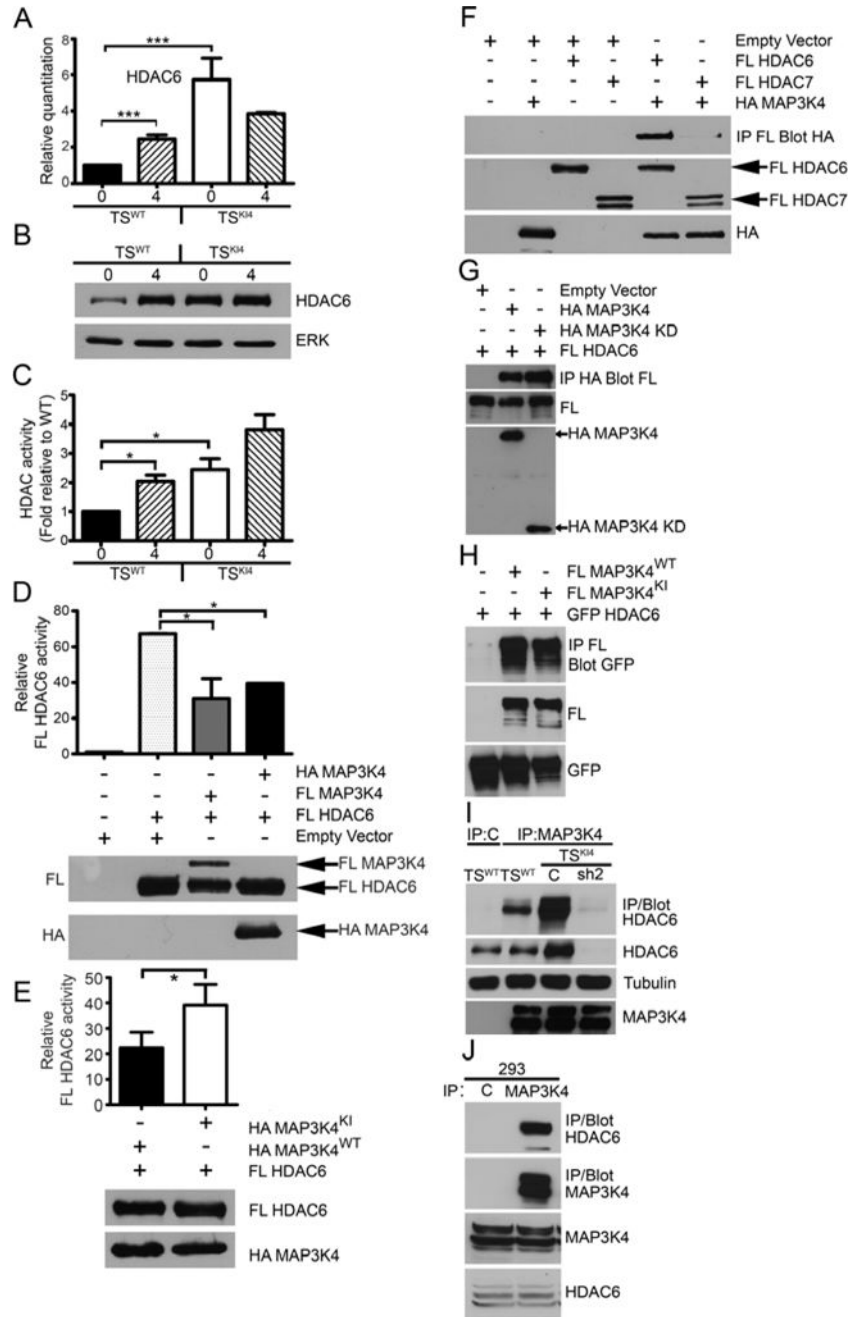 A
Relative quantitation
8
6
4
2
0
***
***
HDAC6
0 4 0 4
TS^WT TS^KI4
B
TS^WT TS^KI4
0 4 0 4
HDAC6
ERK
C
HDAC activity
(Fold relative to WT)
5
4
3
2
1
0
*
*
0 4 0 4
TS^WT TS^KI4
D
Relative
FL HDAC6 activity
80
60
40
20
0
*
*
- - - + HA MAP3K4
- - + - FL MAP3K4
- + + + FL HDAC6
+ + - - Empty Vector
FL
FL MAP3K4
FL HDAC6
HA
HA MAP3K4
E
Relative
FL HDAC6 activity
50
40
30
20
10
0
*
- + HA MAP3K4^KI
+ - HA MAP3K4^WT
+ + FL HDAC6
FL HDAC6
HA MAP3K4
F
+ + + + - - Empty Vector
- - + - + - FL HDAC6
- - - + - + FL HDAC7
- + - - + + HA MAP3K4
IP FL Blot HA
FL HDAC6
FL HDAC7
HA
G
+ - - Empty Vector
- + - HA MAP3K4
- - + HA MAP3K4 KD
+ + + FL HDAC6
IP HA Blot FL
FL
HA MAP3K4
HA MAP3K4 KD
H
- + - FL MAP3K4^WT
- - + FL MAP3K4^KI
+ + + GFP HDAC6
IP FL
Blot GFP
FL
GFP
I
IP:C IP:MAP3K4
TS^KI4
TS^WT TS^WT C sh2
IP/Blot
HDAC6
HDAC6
Tubulin
MAP3K4
J
293
IP: C MAP3K4
IP/Blot
HDAC6
IP/Blot
MAP3K4
MAP3K4
HDAC6